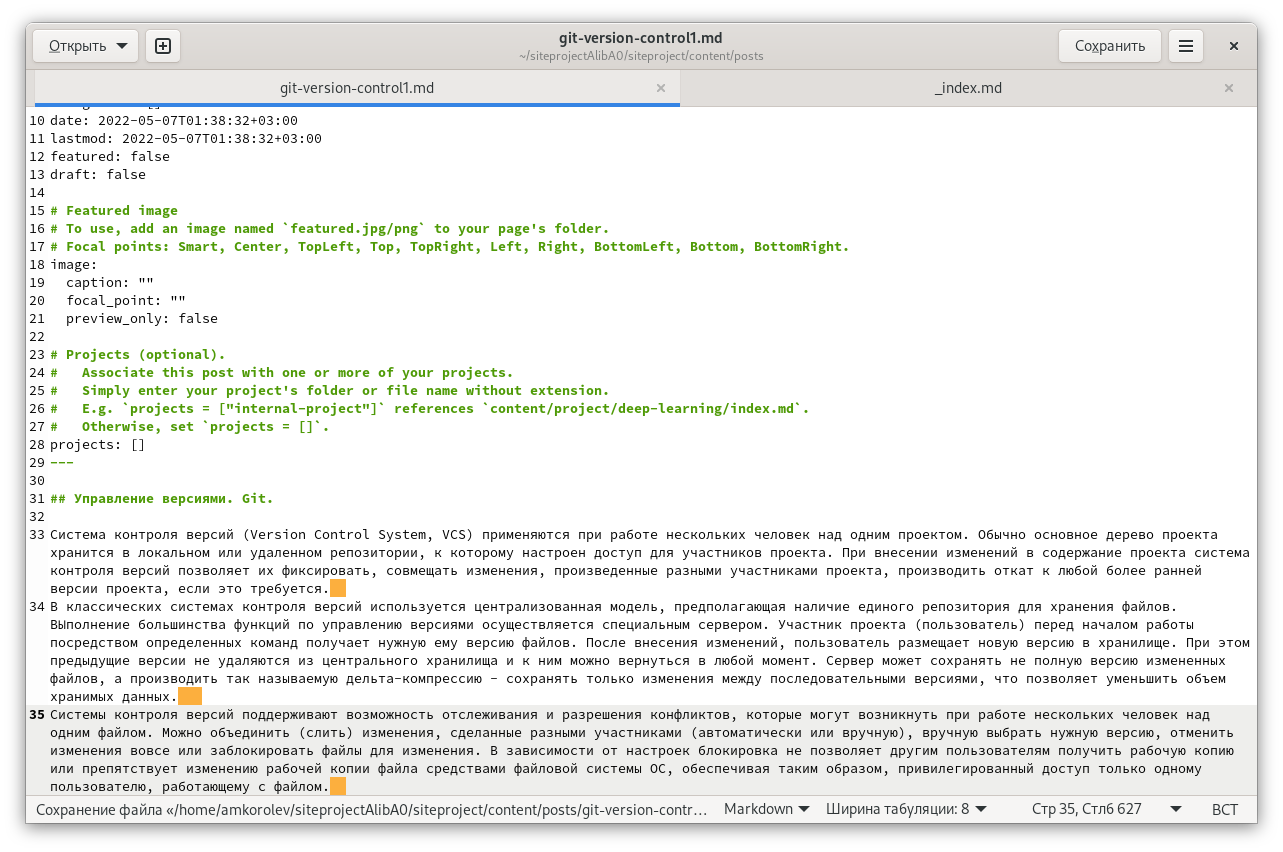 Открыть
git-version-control1.md
~/siteprojectAlibA0/siteproject/content/posts
Сохранить
git-version-control1.md
_index.md
10 date: 2022-05-07T01:38:32+03:00
11 lastmod: 2022-05-07T01:38:32+03:00
12 featured: false
13 draft: false
14
15 # Featured image
16 # To use, add an image named `featured.jpg/png` to your page's folder.
17 # Focal points: Smart, Center, TopLeft, Top, TopRight, Left, Right, BottomLeft, Bottom, BottomRight.
18 image:
19   caption: ""
20   focal_point: ""
21   preview_only: false
22
23 # Projects (optional).
24 #   Associate this post with one or more of your projects.
25 #   Simply enter your project's folder or file name without extension.
26 #   E.g. `projects = ["internal-project"]` references `content/project/deep-learning/index.md`.
27 #   Otherwise, set `projects = []`.
28 projects: []
29 ---
30
31 ## Управление версиями. Git.
32
33 Система контроля версий (Version Control System, VCS) применяются при работе нескольких человек над одним проектом. Обычно основное дерево проекта
хранится в локальном или удаленном репозитории, к которому настроен доступ для участников проекта. При внесении изменений в содержание проекта система
контроля версий позволяет их фиксировать, совмещать изменения, произведенные разными участниками проекта, производить откат к любой более ранней
версии проекта, если это требуется.
34 В классических системах контроля версий используется централизованная модель, предполагающая наличие единого репозитория для хранения файлов.
ВЫполнение большинства функций по управлению версиями осуществляется специальным сервером. Участник проекта (пользователь) перед началом работы
посредством определенных команд получает нужную ему версию файлов. После внесения изменений, пользователь размещает новую версию в хранилище. При этом
предыдущие версии не удаляются из центрального хранилища и к ним можно вернуться в любой момент. Сервер может сохранять не полную версию измененных
файлов, а производить так называемую дельта-компрессию - сохранять только изменения между последовательными версиями, что позволяет уменьшить объем
хранимых данных.
35 Системы контроля версий поддерживают возможность отслеживания и разрешения конфликтов, которые могут возникнуть при работе нескольких человек над
одним файлом. Можно объединить (слить) изменения, сделанные разными участниками (автоматически или вручную), вручную выбрать нужную версию, отменить
изменения вовсе или заблокировать файлы для изменения. В зависимости от настроек блокировка не позволяет другим пользователям получить рабочую копию
или препятствует изменению рабочей копии файла средствами файловой системы ОС, обеспечивая таким образом, привилегированный доступ только одному
пользователю, работающему с файлом.
Сохранение файла «/home/amkorolev/siteprojectAlibA0/siteproject/content/posts/git-version-contr… Markdown Ширина табуляции: 8 Стр 35, Стлб 627 ВСТ